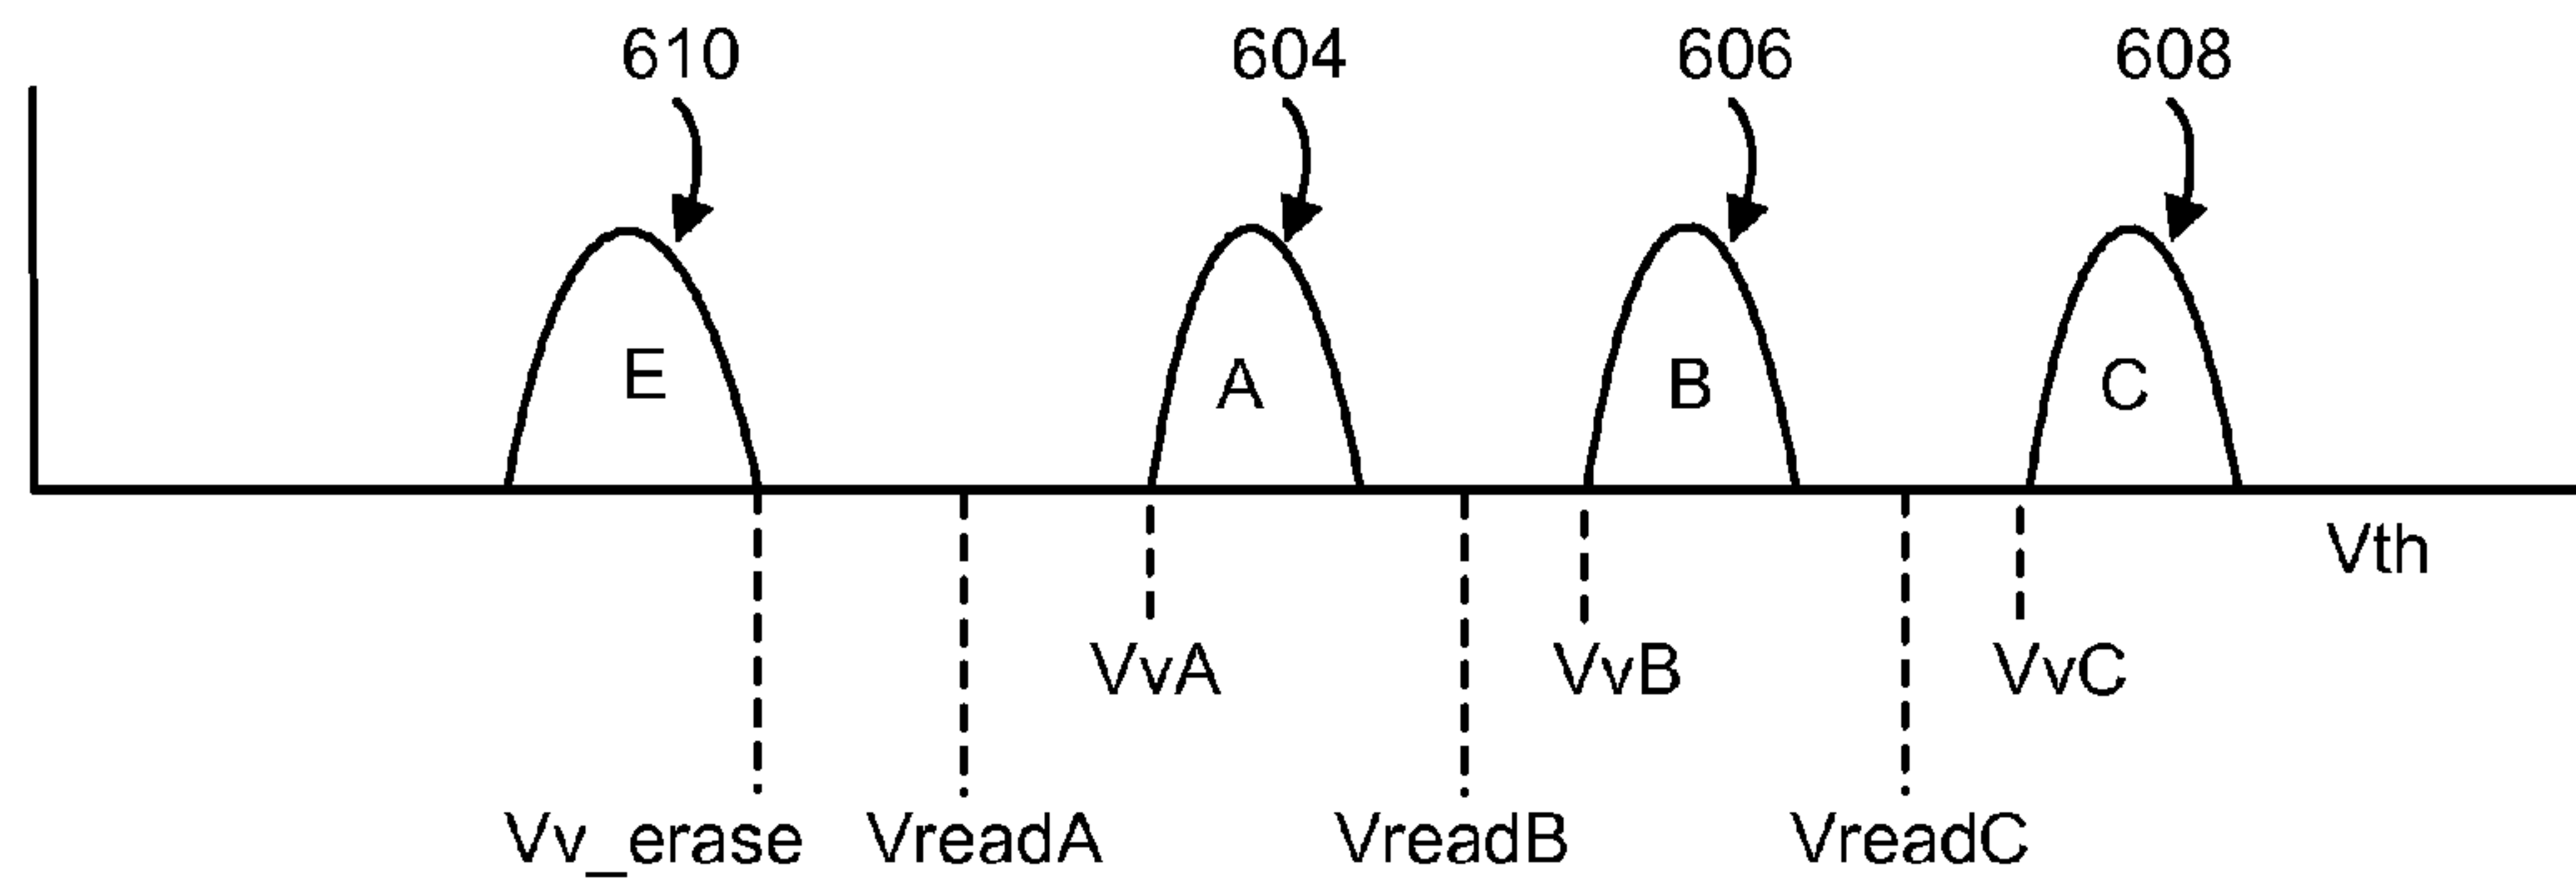 610 604 606 608
E A B C
Vth
VvA VvB VvC
Vv_erase VreadA VreadB VreadC